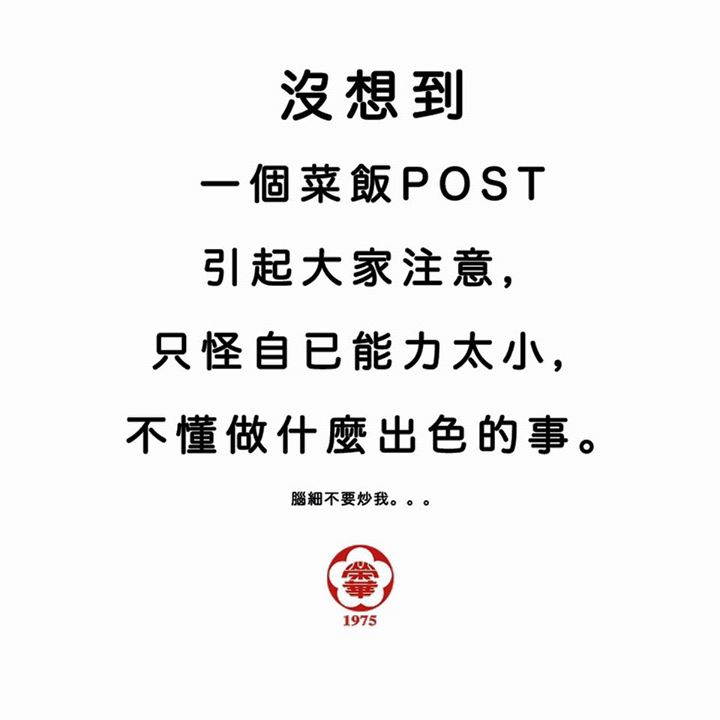 沒想到
一個菜飯POST
引起大家注意,
只怪自已能力太小,
不懂做什麼出色的事。
腦細不要炒我。。。
榮華
1975